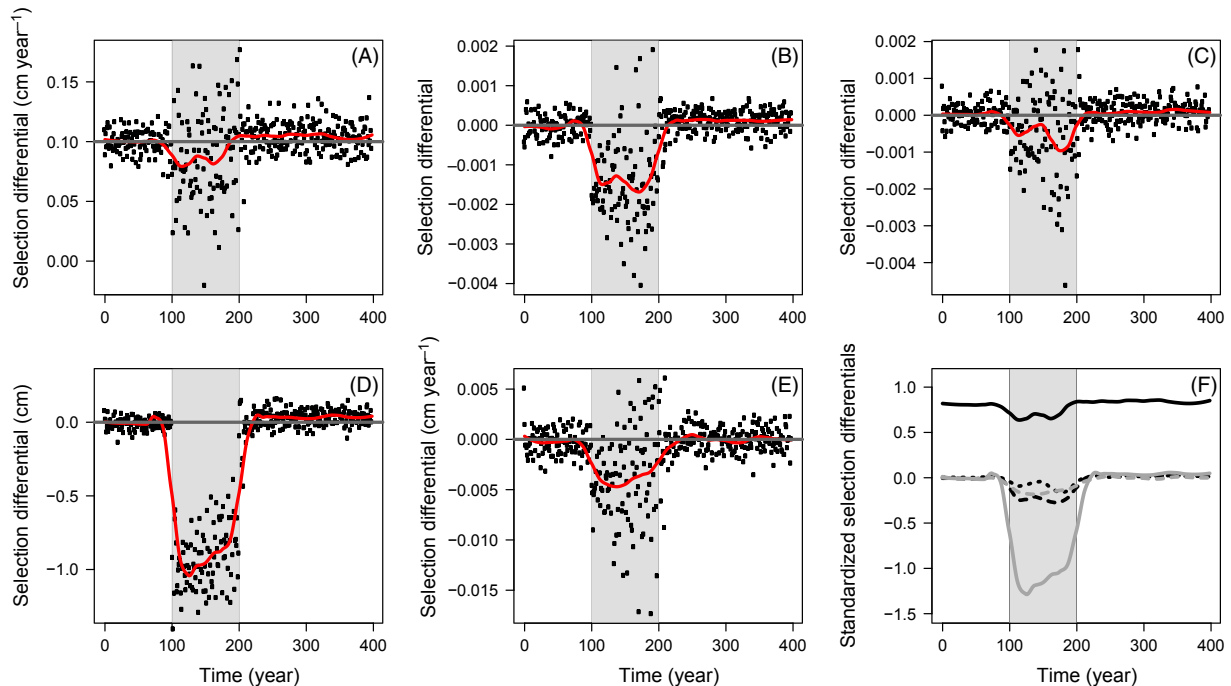 (A)
Selection differential (cm year−1)
0.15
0.10
0.05
0.00
0 100 200 300 400
(B)
Selection differential
0.002
0.001
0.000
−0.001
−0.002
−0.003
−0.004
0 100 200 300 400
(C)
Selection differential
0.002
0.001
0.000
−0.001
−0.002
−0.003
−0.004
0 100 200 300 400
(D)
Selection differential (cm)
0.0
−0.5
−1.0
0 100 200 300 400
Time (year)
(E)
Selection differential (cm year−1)
0.005
0.000
−0.005
−0.010
−0.015
0 100 200 300 400
Time (year)
(F)
Standardized selection differentials
1.0
0.5
0.0
−0.5
−1.0
−1.5
0 100 200 300 400
Time (year)